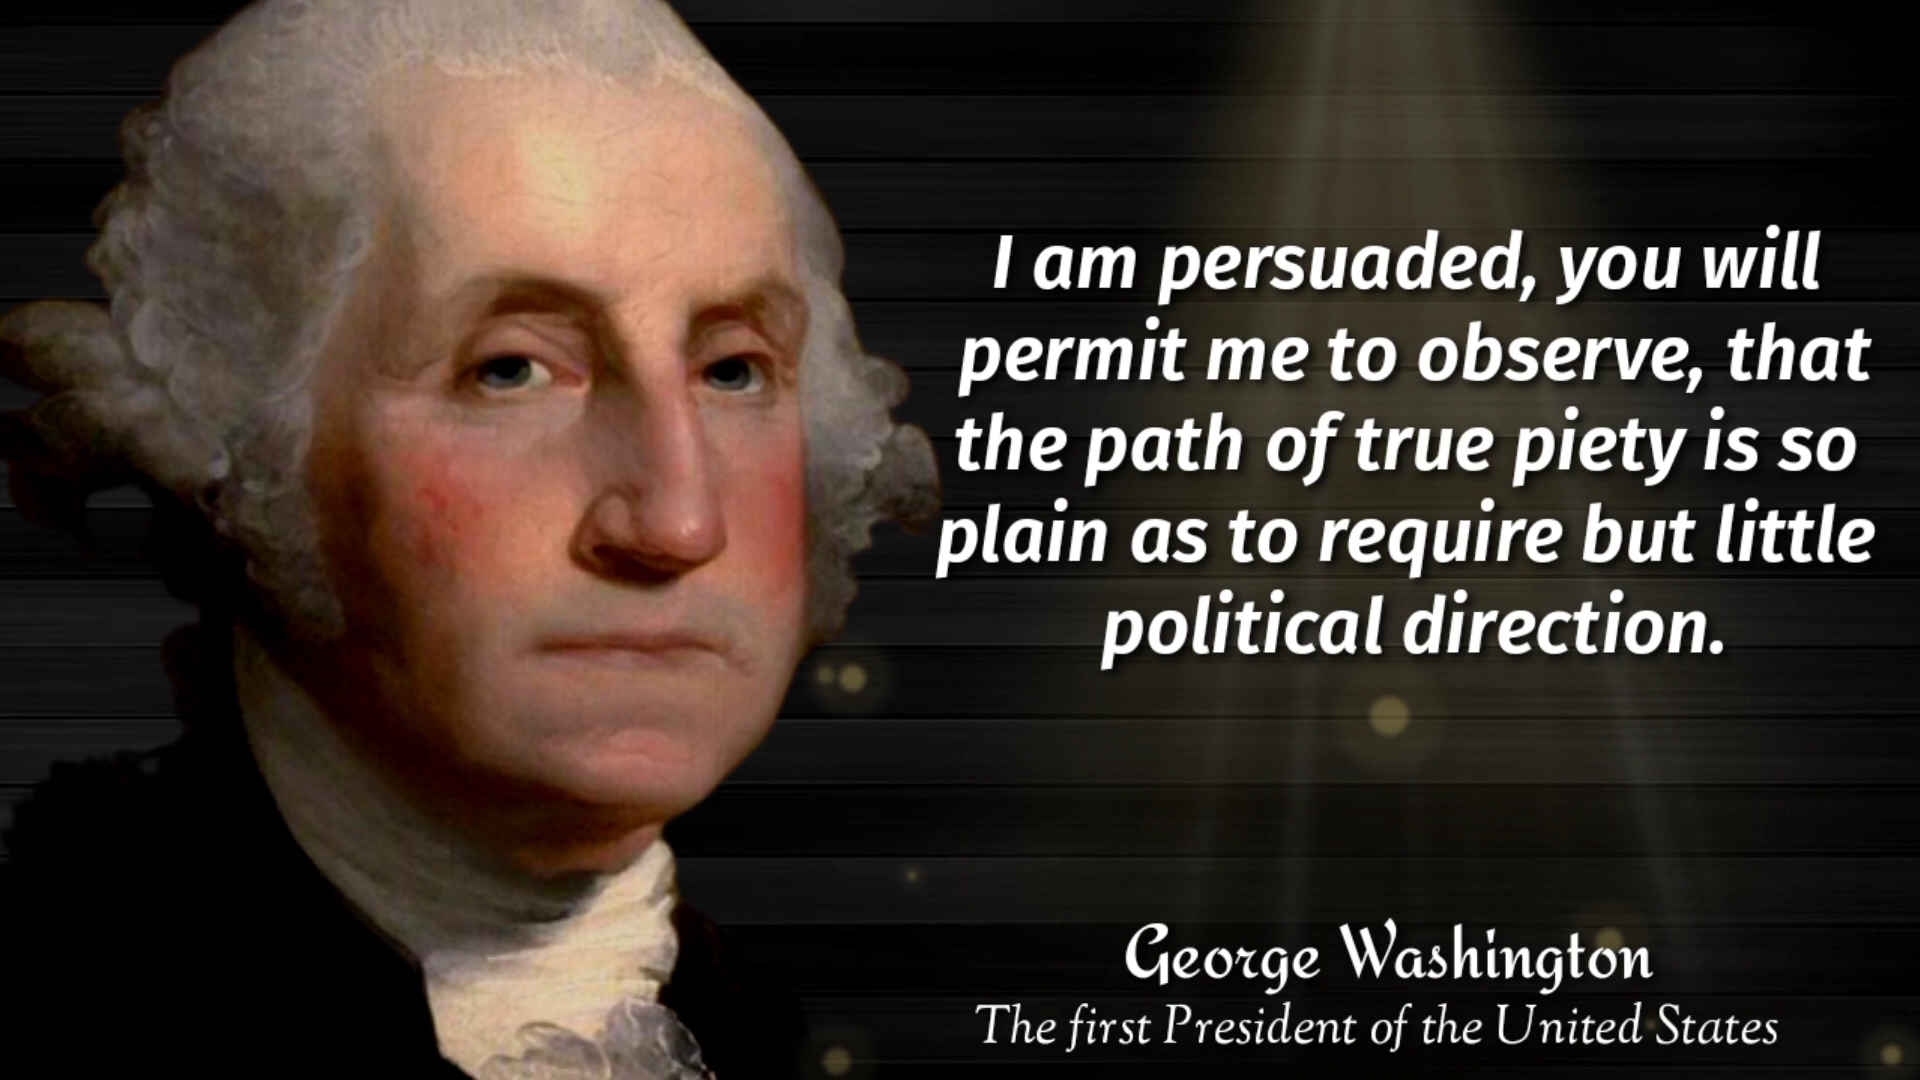 I am persuaded, you will
permit me to observe, that
the path of true piety is so
plain as to require but little
political direction.
George Washington
The first President of the United States